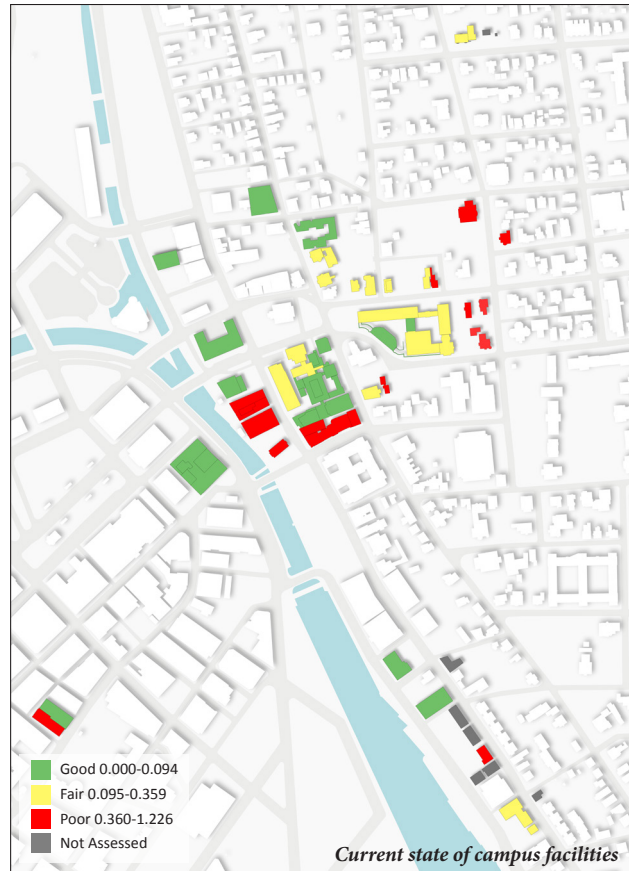 Good 0.000-0.094
Fair 0.095-0.359
Poor 0.360-1.226
Not Assessed
Current state of campus facilities